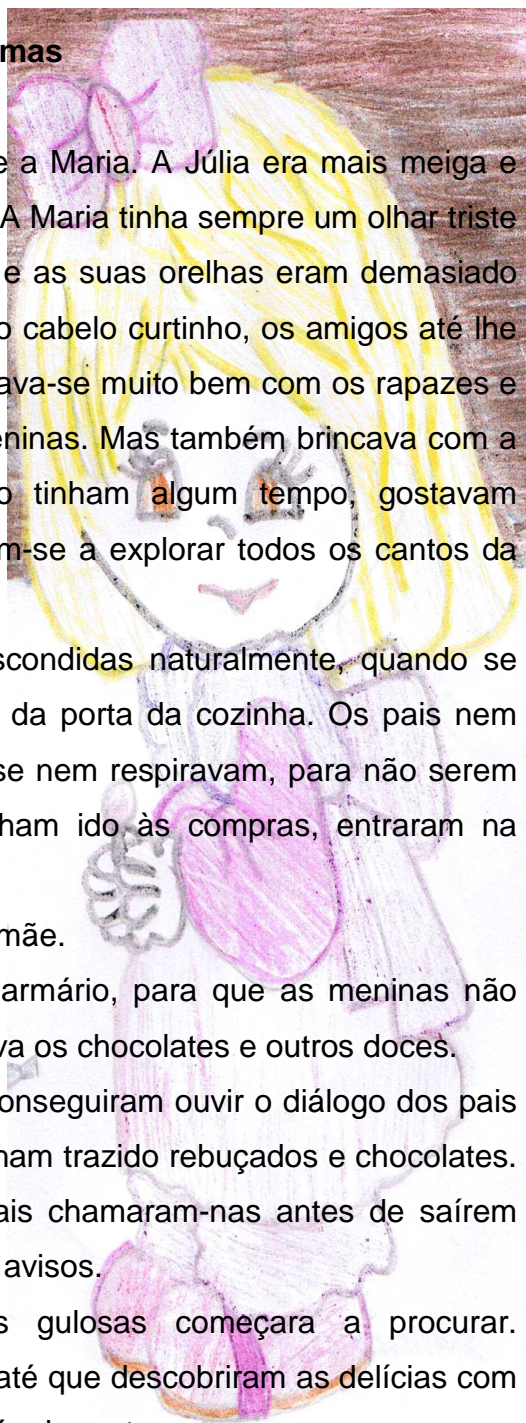 mas
e a Maria. A Júlia era mais meiga e
A Maria tinha sempre um olhar triste
e as suas orelhas eram demasiado
o cabelo curtinho, os amigos até lhe
ava-se muito bem com os rapazes e
eninas. Mas também brincava com a
o tinham algum tempo, gostavam
m-se a explorar todos os cantos da
scondidas naturalmente, quando se
da porta da cozinha. Os pais nem
se nem respiravam, para não serem
ham ido às compras, entraram na
mãe.
armário, para que as meninas não
va os chocolates e outros doces.
onseguiram ouvir o diálogo dos pais
nam trazido rebuçados e chocolates.
ais chamaram-nas antes de saírem
avisos.
s gulosas começara a procurar.
até que descobriram as delícias com